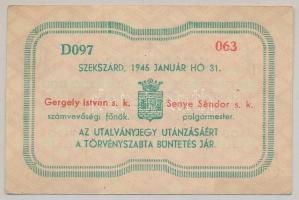 D097 063
SZEKSZÁRD, 1945 JANUÁR HÓ 31.
Gergely István s. k. Senye Sándor s. k.
számvevőségi főnök. polgármester.
AZ UTALVÁNYJEGY UTÁNZÁSÁÉRT
A TÖRVÉNYSZABTA BÜNTETÉS JÁR.